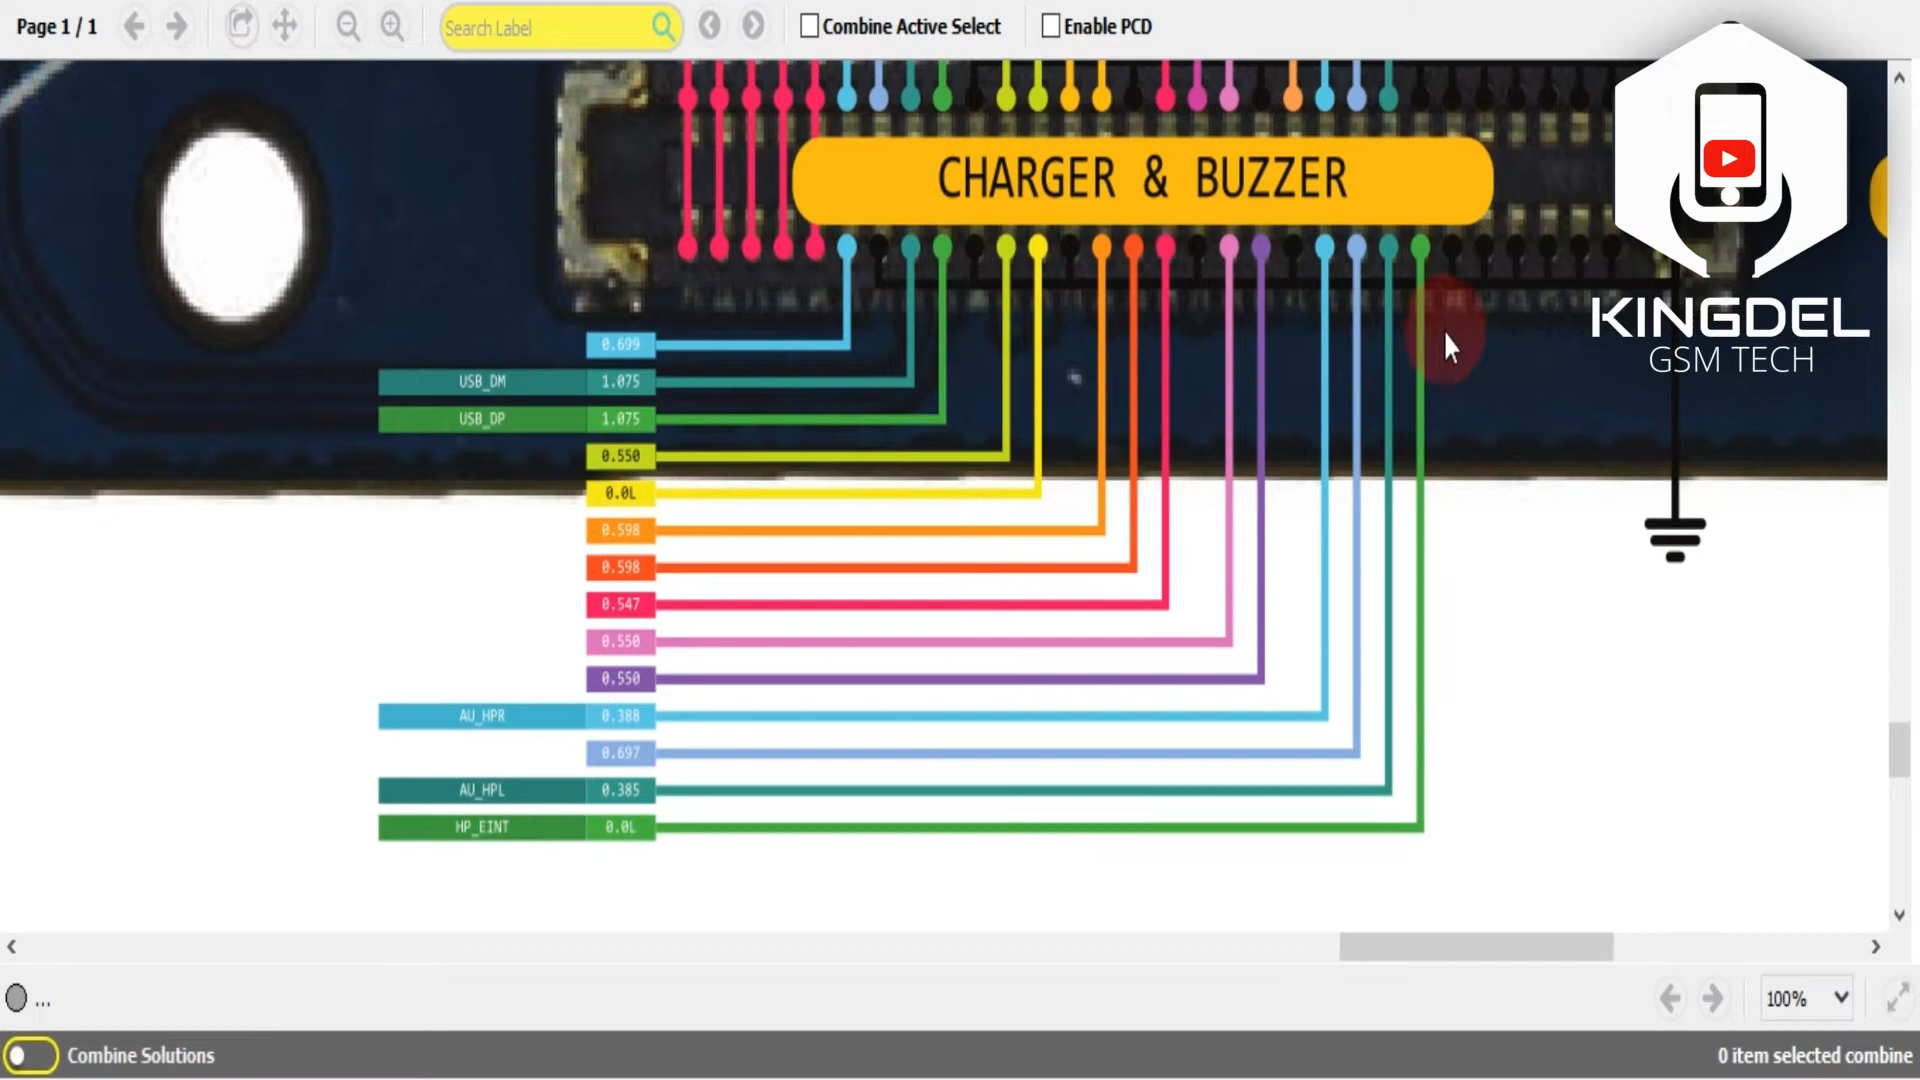 Page 1 / 1
Search Label
Combine Active Select
Enable PCD
CHARGER & BUZZER
KINGDEL
GSM TECH
0.699
USB_DM 1.075
USB_DP 1.075
0.550
0.0L
0.598
0.598
0.547
0.550
0.550
AU_HPR 0.388
0.697
AU_HPL 0.385
HP_EINT 0.0L
...
100%
Combine Solutions
0 item selected combine